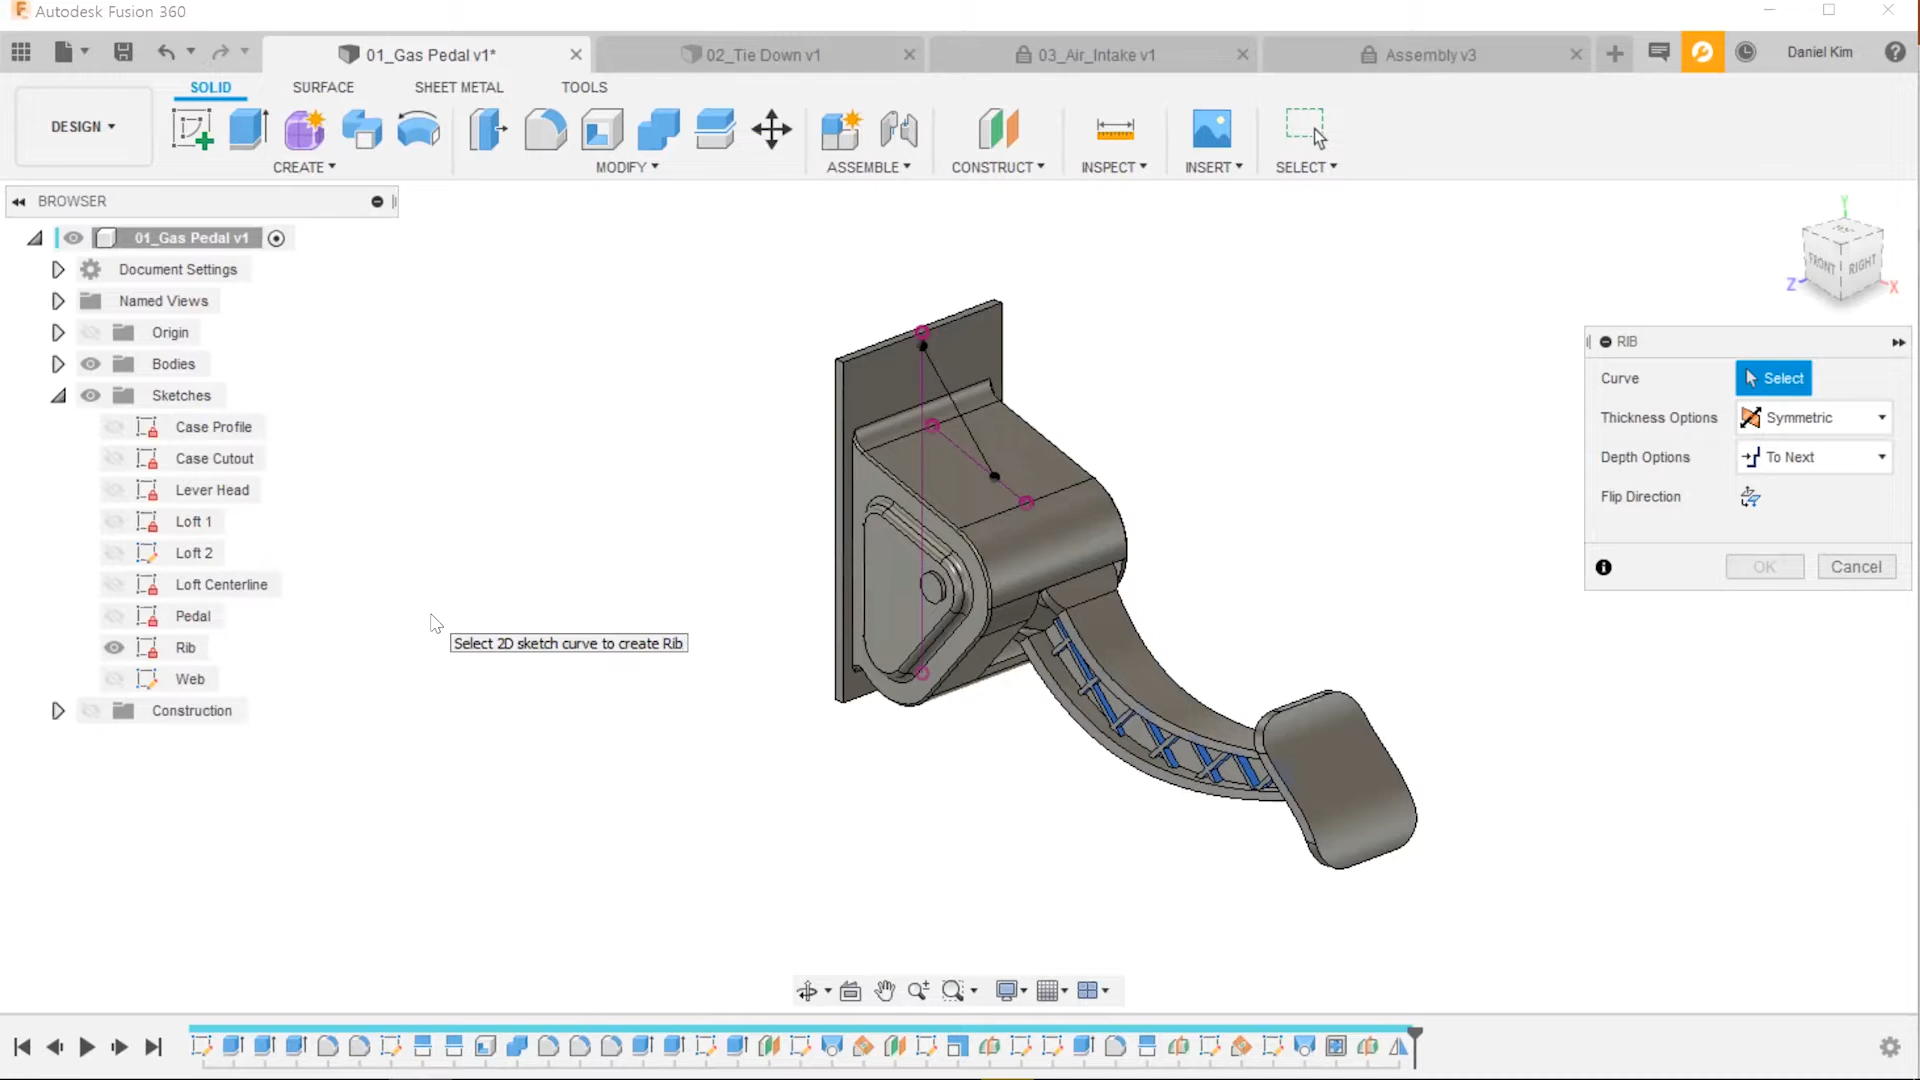 Autodesk Fusion 360
01_Gas Pedal v1*
02_Tie Down v1
03_Air_Intake v1
Assembly v3
Daniel Kim
SOLID
SURFACE
SHEET METAL
TOOLS
DESIGN
CREATE
MODIFY
ASSEMBLE
CONSTRUCT
INSPECT
INSERT
SELECT
BROWSER
01_Gas Pedal v1
Document Settings
Named Views
Origin
Bodies
Sketches
Case Profile
Case Cutout
Lever Head
Loft 1
Loft 2
Loft Centerline
Pedal
Rib
Web
Construction
Select 2D sketch curve to create Rib
Y
FRONT
RIGHT
Z
X
RIB
Curve
Select
Thickness Options
Symmetric
Depth Options
To Next
Flip Direction
OK
Cancel